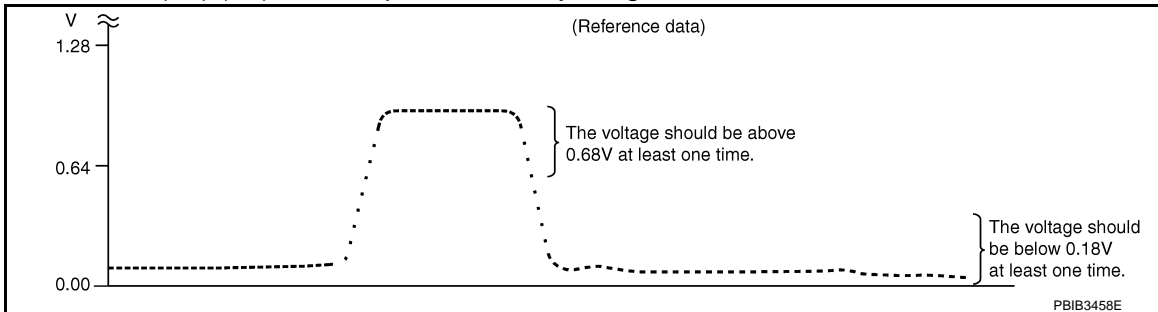 V
(Reference data)
1.28
The voltage should be above
0.68V at least one time.
0.64
The voltage should
be below 0.18V
at least one time.
0.00
PBIB3458E